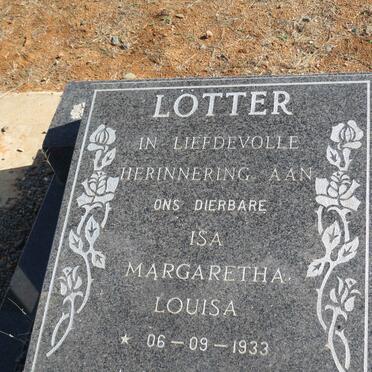 LÖTTER
IN LIEFDEVOLLE
HERINNERING AAN
ONS DIERBARE
ISA
MARGARETHA
LOUISA
* 06-09-1933